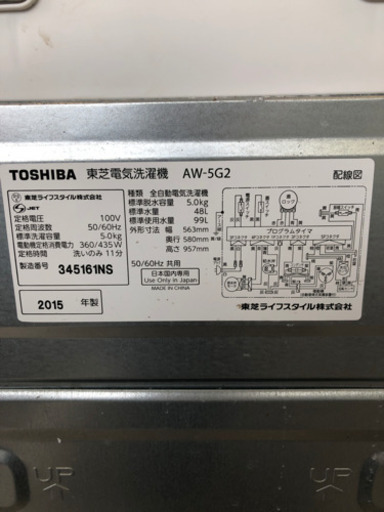 TOSHIBA 東芝電気洗濯機 AW-5G2 配線図
東芝ライフスタイル株式会社
JET
定格電圧 100V
定格周波数 50/60Hz
標準洗濯容量 5.0kg
電動機定格消費電力 360/435W
定格時間 洗いのみ 11分
製造番号 345161NS
2015 年製
種類 全自動電気洗濯機
標準脱水容量 5.0kg
標準水量 48L
標準使用水量 99L
外形寸法 幅 563mm
奥行 580mm
高さ 957mm
50/60Hz 共用
日本国内専用
Use Only in Japan
MADE IN CHINA
プログラムタイマ
東芝ライフスタイル株式会社
UP
UP